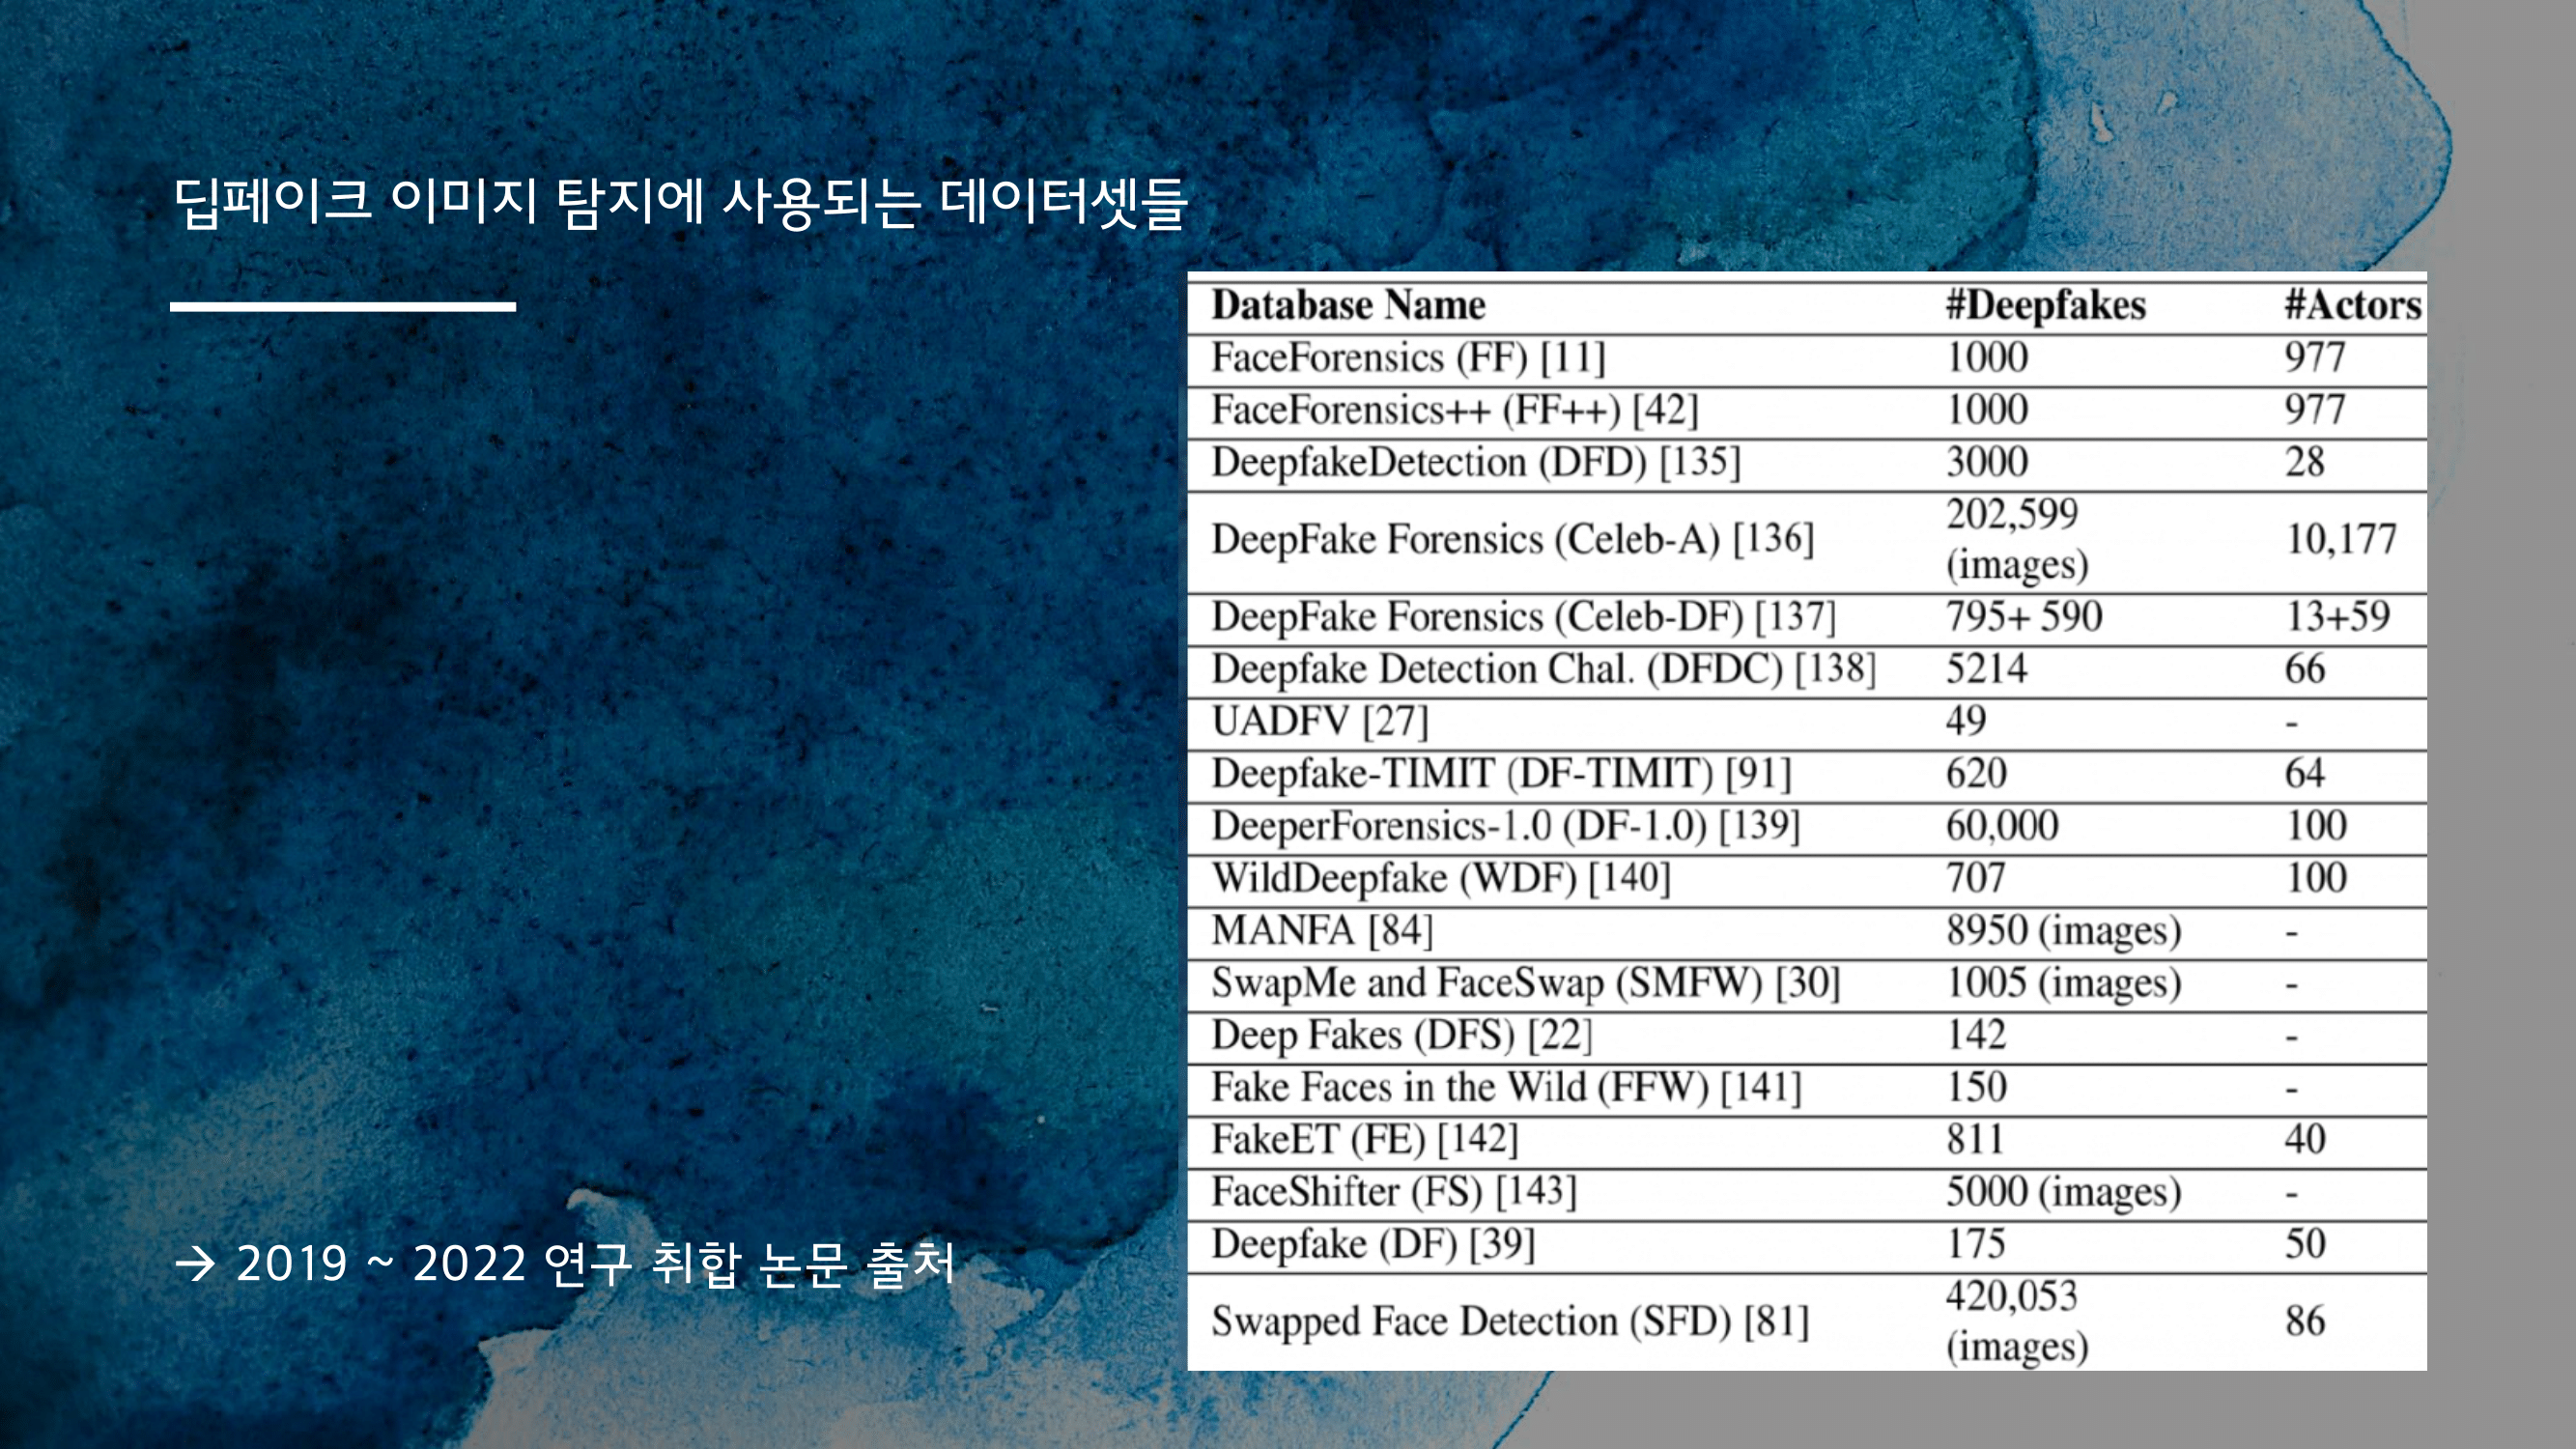 딥페이크 이미지 탐지에 사용되는 데이터셋들
Database Name #Deepfakes #Actors
FaceForensics (FF) [11] 1000 977
FaceForensics++ (FF++) [42] 1000 977
DeepfakeDetection (DFD) [135] 3000 28
DeepFake Forensics (Celeb-A) [136] 202,599 (images) 10,177
DeepFake Forensics (Celeb-DF) [137] 795+ 590 13+59
Deepfake Detection Chal. (DFDC) [138] 5214 66
UADFV [27] 49 -
Deepfake-TIMIT (DF-TIMIT) [91] 620 64
DeeperForensics-1.0 (DF-1.0) [139] 60,000 100
WildDeepfake (WDF) [140] 707 100
MANFA [84] 8950 (images) -
SwapMe and FaceSwap (SMFW) [30] 1005 (images) -
Deep Fakes (DFS) [22] 142 -
Fake Faces in the Wild (FFW) [141] 150 -
FakeET (FE) [142] 811 40
FaceShifter (FS) [143] 5000 (images) -
Deepfake (DF) [39] 175 50
Swapped Face Detection (SFD) [81] 420,053 (images) 86
→ 2019 ~ 2022 연구 취합 논문 출처